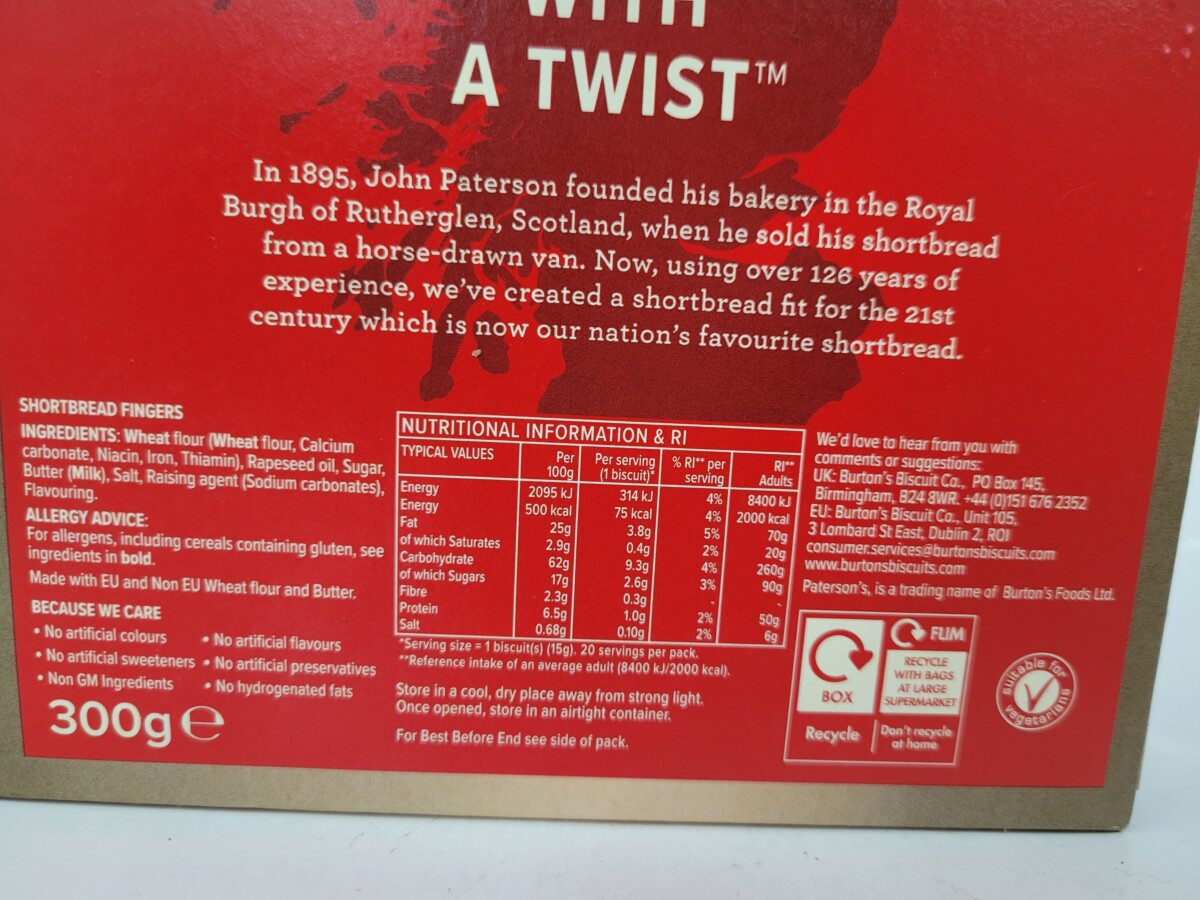 WITH
A TWIST™
In 1895, John Paterson founded his bakery in the Royal
Burgh of Rutherglen, Scotland, when he sold his shortbread
from a horse-drawn van. Now, using over 126 years of
experience, we've created a shortbread fit for the 21st
century which is now our nation's favourite shortbread.
SHORTBREAD FINGERS
INGREDIENTS: Wheat flour (Wheat flour, Calcium
carbonate, Niacin, Iron, Thiamin), Rapeseed oil, Sugar,
Butter (Milk), Salt, Raising agent (Sodium carbonates),
Flavouring.
ALLERGY ADVICE:
For allergens, including cereals containing gluten, see
ingredients in bold.
Made with EU and Non EU Wheat flour and Butter.
BECAUSE WE CARE
• No artificial colours • No artificial flavours
• No artificial sweeteners • No artificial preservatives
• Non GM Ingredients • No hydrogenated fats
300g ℮
NUTRITIONAL INFORMATION & RI
TYPICAL VALUES Per 100g Per serving (1 biscuit)* % RI** per serving RI** Adults
Energy 2095 kJ 314 kJ 4% 8400 kJ
Energy 500 kcal 75 kcal 4% 2000 kcal
Fat 25g 3.8g 5% 70g
of which Saturates 2.9g 0.4g 2% 20g
Carbohydrate 62g 9.3g 4% 260g
of which Sugars 17g 2.6g 3% 90g
Fibre 2.3g 0.3g - -
Protein 6.5g 1.0g 2% 50g
Salt 0.68g 0.10g 2% 6g
*Serving size = 1 biscuit(s) (15g). 20 servings per pack.
**Reference intake of an average adult (8400 kJ/2000 kcal).
Store in a cool, dry place away from strong light.
Once opened, store in an airtight container.
For Best Before End see side of pack.
We'd love to hear from you with
comments or suggestions:
UK: Burton's Biscuit Co., PO Box 145,
Birmingham, B24 8WR. +44 (0)151 676 2352
EU: Burton's Biscuit Co., Unit 105,
3 Lombard St East, Dublin 2, ROI
consumer.services@burtonsbiscuits.com
www.burtonsbiscuits.com
Paterson's, is a trading name of Burton's Foods Ltd.
BOX
Recycle
FLIM
RECYCLE
WITH BAGS
AT LARGE
SUPERMARKET
Don't recycle
at home
suitable for
vegetarians